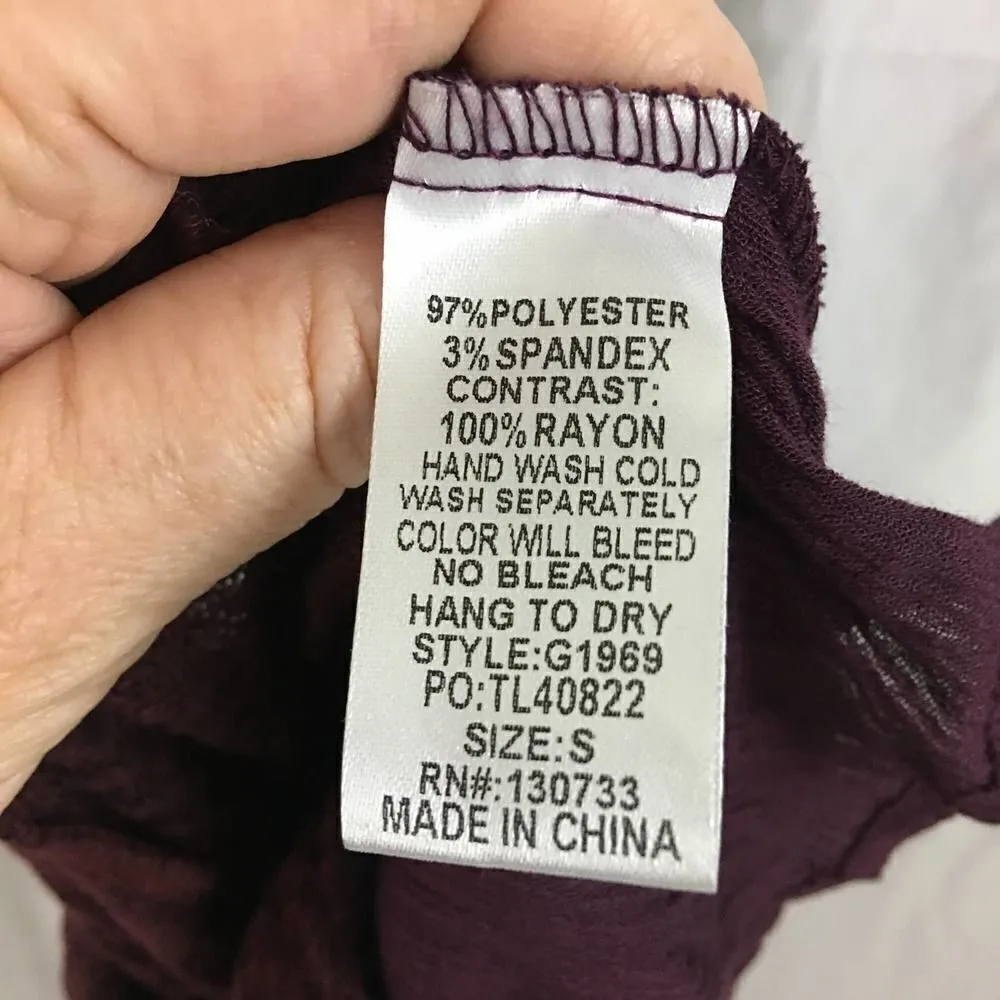 97%POLYESTER
3%SPANDEX
CONTRAST:
100%RAYON
HAND WASH COLD
WASH SEPARATELY
COLOR WILL BLEED
NO BLEACH
HANG TO DRY
STYLE:G1969
PO:TL40822
SIZE:S
RN#:130733
MADE IN CHINA